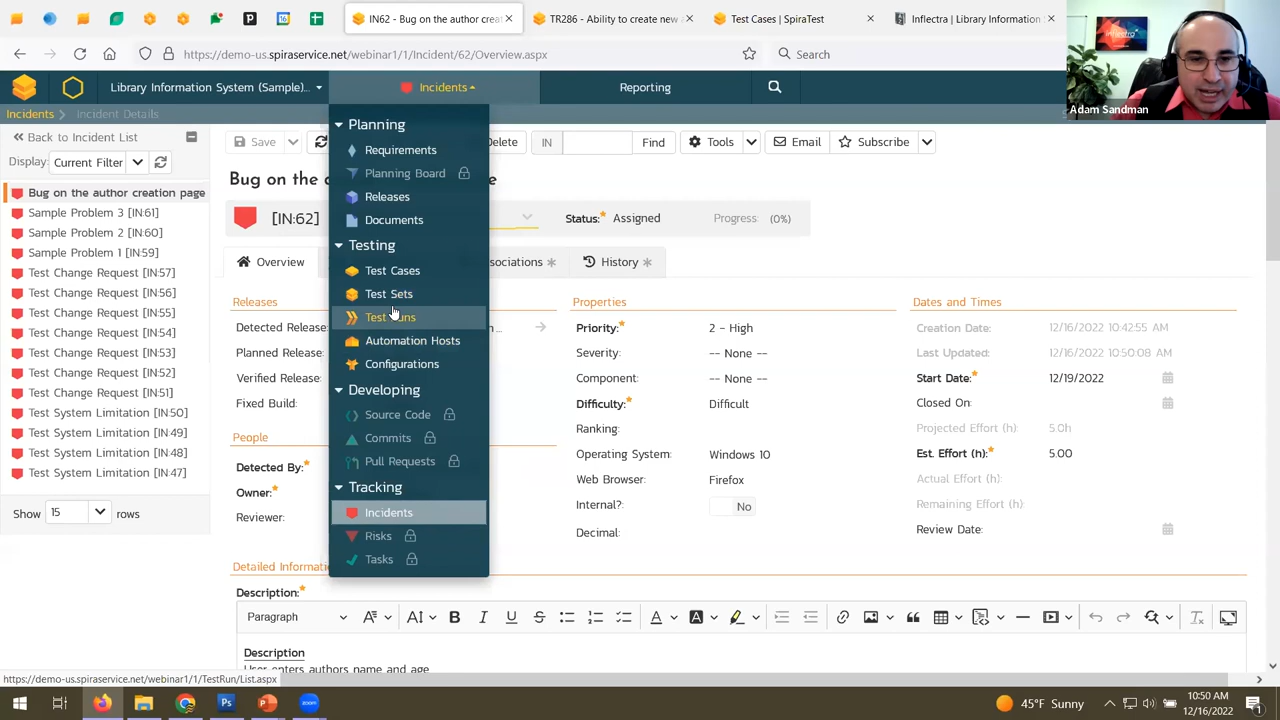 IN62 - Bug on the author creat
TR286 - Ability to create new
Test Cases | SpiraTest
Inflectra | Library Information
https://demo-us.spiraservice.net/webinar1/1/Incident/62/Overview.aspx
Search
inflectra
Adam Sandman
Library Information System (Sample)...
Incidents
Reporting
Incidents
Incident Details
Back to Incident List
Display:
Current Filter
Save
Delete
IN
Find
Tools
Email
Subscribe
Bug on the author creation page
Sample Problem 3 [IN:61]
Sample Problem 2 [IN:60]
Sample Problem 1 [IN:59]
Test Change Request [IN:57]
Test Change Request [IN:56]
Test Change Request [IN:55]
Test Change Request [IN:54]
Test Change Request [IN:53]
Test Change Request [IN:52]
Test Change Request [IN:51]
Test System Limitation [IN:50]
Test System Limitation [IN:49]
Test System Limitation [IN:48]
Test System Limitation [IN:47]
Show 15 rows
Planning
Requirements
Planning Board
Releases
Documents
Testing
Test Cases
Test Sets
Test Runs
Automation Hosts
Configurations
Developing
Source Code
Commits
Pull Requests
Tracking
Incidents
Risks
Tasks
Bug on the
[IN:62]
Status:* Assigned
Progress: (0%)
Overview
ssociations *
History *
Releases
Detected Release:
Planned Release:
Verified Release:
Fixed Build:
People
Detected By:*
Owner:*
Reviewer:
Properties
Priority:* 2 - High
Severity: -- None --
Component: -- None --
Difficulty:* Difficult
Ranking:
Operating System: Windows 10
Web Browser: Firefox
Internal?: No
Decimal:
Dates and Times
Creation Date: 12/16/2022 10:42:55 AM
Last Updated: 12/16/2022 10:50:08 AM
Start Date:* 12/19/2022
Closed On:
Projected Effort (h): 5.0h
Est. Effort (h):* 5.00
Actual Effort (h):
Remaining Effort (h):
Review Date:
Detailed Informati
Description:*
Paragraph
Description
User enters authors name and age
https://demo-us.spiraservice.net/webinar1/1/TestRun/List.aspx
45°F Sunny
10:50 AM
12/16/2022